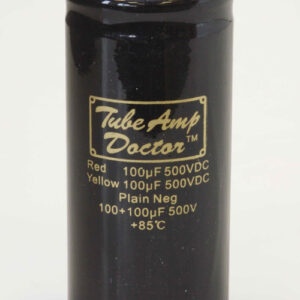 Tube Amp
Doctor™
Red 100µF 500VDC
Yellow 100µF 500VDC
Plain Neg
100+100µF 500V
+85℃